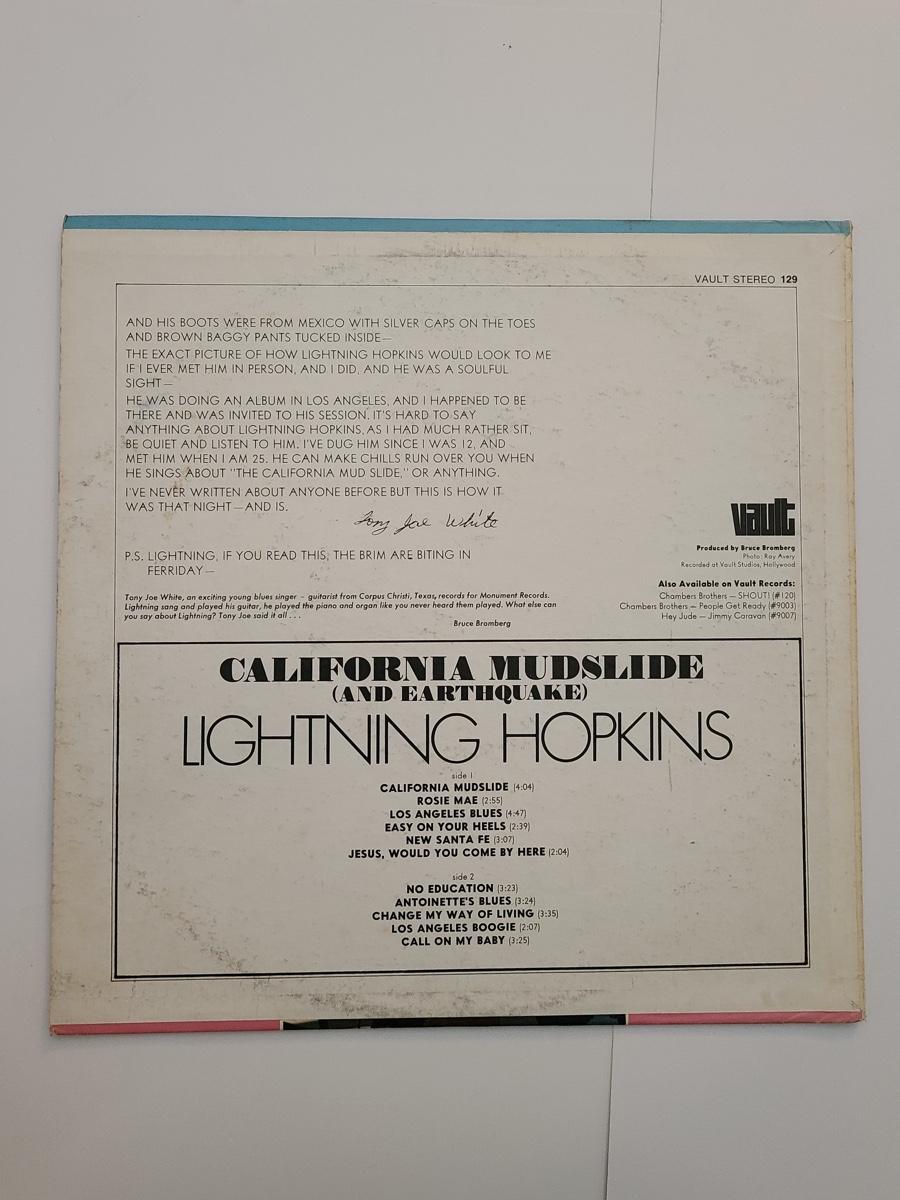 VAULT STEREO 129
AND HIS BOOTS WERE FROM MEXICO WITH SILVER CAPS ON THE TOES
AND BROWN BAGGY PANTS TUCKED INSIDE—
THE EXACT PICTURE OF HOW LIGHTNING HOPKINS WOULD LOOK TO ME
IF I EVER MET HIM IN PERSON, AND I DID, AND HE WAS A SOULFUL
SIGHT—
HE WAS DOING AN ALBUM IN LOS ANGELES, AND I HAPPENED TO BE
THERE AND WAS INVITED TO HIS SESSION. IT'S HARD TO SAY
ANYTHING ABOUT LIGHTNING HOPKINS, AS I HAD MUCH RATHER SIT,
BE QUIET AND LISTEN TO HIM. I'VE DUG HIM SINCE I WAS 12, AND
MET HIM WHEN I AM 25. HE CAN MAKE CHILLS RUN OVER YOU WHEN
HE SINGS ABOUT "THE CALIFORNIA MUD SLIDE," OR ANYTHING.
I'VE NEVER WRITTEN ABOUT ANYONE BEFORE BUT THIS IS HOW IT
WAS THAT NIGHT—AND IS.
Tony Joe White
P.S. LIGHTNING, IF YOU READ THIS, THE BRIM ARE BITING IN
FERRIDAY—
Tony Joe White, an exciting young blues singer – guitarist from Corpus Christi, Texas, records for Monument Records.
Lightning sang and played his guitar, he played the piano and organ like you never heard them played. What else can
you say about Lightning? Tony Joe said it all . . .
Bruce Bromberg
vault
Produced by Bruce Bromberg
Photo: Ray Avery
Recorded at Vault Studios, Hollywood
Also Available on Vault Records:
Chambers Brothers — SHOUT! (#120)
Chambers Brothers — People Get Ready (#9003)
Hey Jude — Jimmy Caravan (#9007)
CALIFORNIA MUDSLIDE
(AND EARTHQUAKE)
LIGHTNING HOPKINS
side 1
CALIFORNIA MUDSLIDE (4:04)
ROSIE MAE (2:55)
LOS ANGELES BLUES (4:47)
EASY ON YOUR HEELS (2:39)
NEW SANTA FE (3:07)
JESUS, WOULD YOU COME BY HERE (2:04)
side 2
NO EDUCATION (3:23)
ANTOINETTE'S BLUES (3:24)
CHANGE MY WAY OF LIVING (3:35)
LOS ANGELES BOOGIE (2:07)
CALL ON MY BABY (3:25)